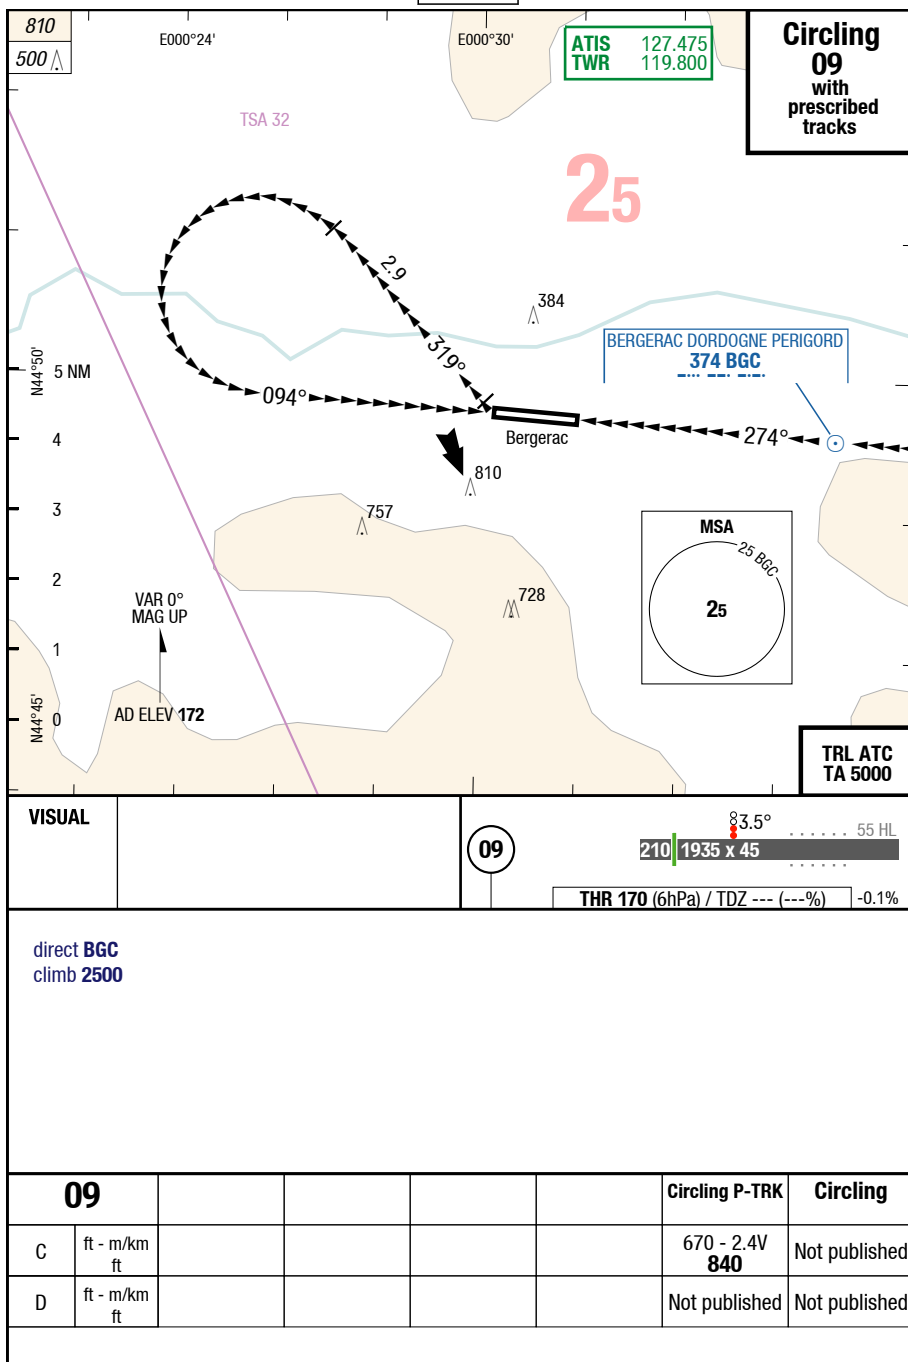 810
500
E000°24'
E000°30'
ATIS 127.475
TWR 119.800
Circling
09
with
prescribed
tracks
TSA 32
25
2.9
319°
384
BERGERAC DORDOGNE PERIGORD
374 BGC
N44°50'
5 NM
094°
274°
Bergerac
4
810
3
757
MSA
25 BGC
25
2
728
VAR 0°
MAG UP
1
AD ELEV 172
N44°45'
0
TRL ATC
TA 5000
VISUAL
09
3.5°
55 HL
210 1935 x 45
THR 170 (6hPa) / TDZ --- (---%) -0.1%
direct BGC
climb 2500
09 Circling P-TRK Circling
C ft - m/km 670 - 2.4V Not published
ft 840
D ft - m/km Not published Not published
ft